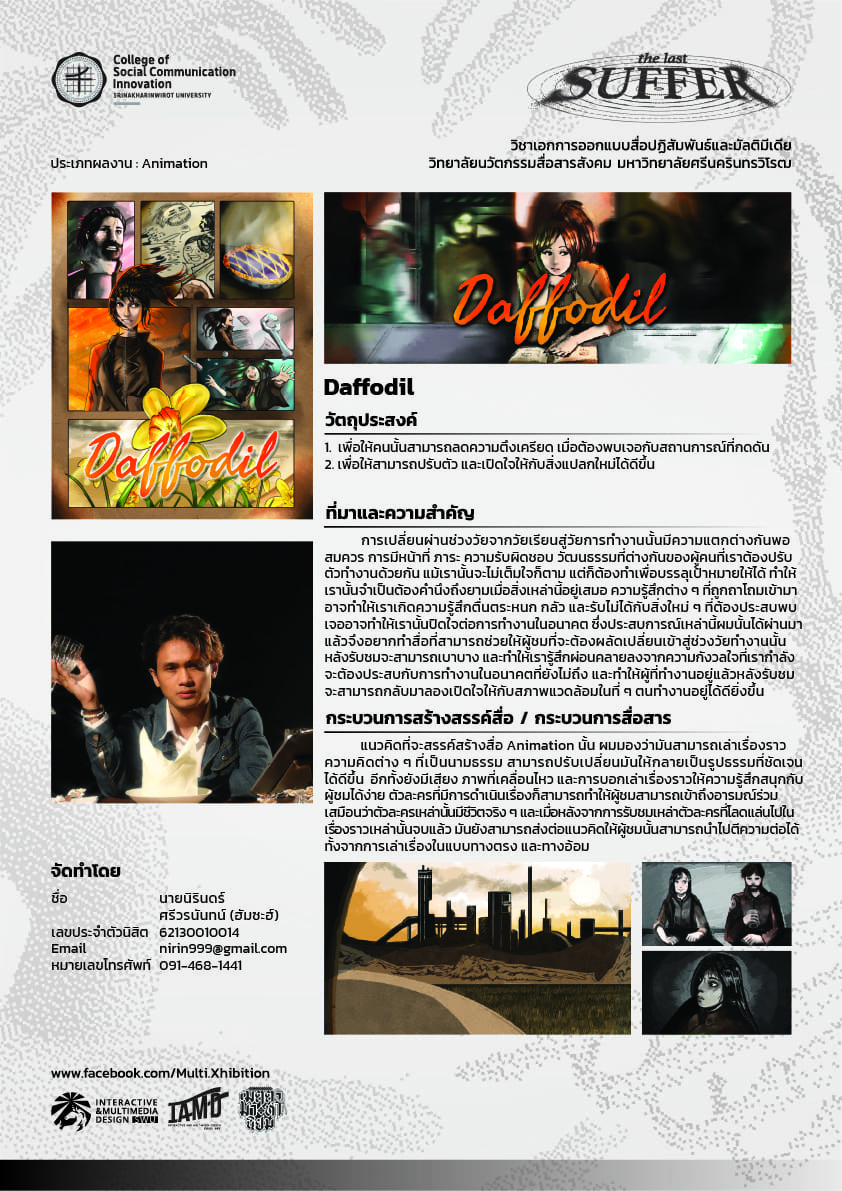 College of
Social Communication
Innovation
SRINAKHARINWIROT UNIVERSITY
the last
SUFFER
วิชาเอกการออกแบบสื่อปฏิสัมพันธ์และมัลติมีเดีย
ประเภทผลงาน : Animation
วิทยาลัยนวัตกรรมสื่อสารสังคม มหาวิทยาลัยศรีนครินทรวิโรฒ
Daffodil
Daffodil
Daffodil
วัตถุประสงค์
1. เพื่อให้คนนั้นสามารถลดความตึงเครียด เมื่อต้องพบเจอกับสถานการณ์ที่กดดัน
2. เพื่อให้สามารถปรับตัว และเปิดใจให้กับสิ่งแปลกใหม่ได้ดีขึ้น
ที่มาและความสำคัญ
การเปลี่ยนผ่านช่วงวัยจากวัยเรียนสู่วัยการทำงานนั้นมีความแตกต่างกันพอ
สมควร การมีหน้าที่ ภาระ ความรับผิดชอบ วัฒนธรรมที่ต่างกันของผู้คนที่เราต้องปรับ
ตัวทำงานด้วยกัน แม้เรานั้นจะไม่เต็มใจก็ตาม แต่ก็ต้องทำเพื่อบรรลุเป้าหมายให้ได้ ทำให้
เรานั้นจำเป็นต้องคำนึงถึงยามเมื่อสิ่งเหล่านี้อยู่เสมอ ความรู้สึกต่าง ๆ ที่ถูกถาโถมเข้ามา
อาจทำให้เราเกิดความรู้สึกตื่นตระหนก กลัว และรับไม่ได้กับสิ่งใหม่ ๆ ที่ต้องประสบพบ
เจออาจทำให้เรานั้นปิดใจต่อการทำงานในอนาคต ซึ่งประสบการณ์เหล่านี้ผมนั้นได้ผ่านมา
แล้วจึงอยากทำสื่อที่สามารถช่วยให้ผู้ชมที่จะต้องผลัดเปลี่ยนเข้าสู่ช่วงวัยทำงานนั้น
หลังรับชมจะสามารถเบาบาง และทำให้เรารู้สึกผ่อนคลายลงจากความกังวลใจที่เรากำลัง
จะต้องประสบกับการทำงานในอนาคตที่ยังไม่ถึง และทำให้ผู้ที่ทำงานอยู่แล้วหลังรับชม
จะสามารถกลับมาลองเปิดใจให้กับสภาพแวดล้อมในที่ ๆ ตนทำงานอยู่ได้ดียิ่งขึ้น
กระบวนการสร้างสรรค์สื่อ / กระบวนการสื่อสาร
แนวคิดที่จะสรรค์สร้างสื่อ Animation นั้น ผมมองว่ามันสามารถเล่าเรื่องราว
ความคิดต่าง ๆ ที่เป็นนามธรรม สามารถปรับเปลี่ยนมันให้กลายเป็นรูปธรรมที่ชัดเจน
ได้ดีขึ้น อีกทั้งยังมีเสียง ภาพที่เคลื่อนไหว และการบอกเล่าเรื่องราวให้ความรู้สึกสนุกกับ
ผู้ชมได้ง่าย ตัวละครที่มีการดำเนินเรื่องก็สามารถทำให้ผู้ชมสามารถเข้าถึงอารมณ์ร่วม
เสมือนว่าตัวละครเหล่านั้นมีชีวิตจริง ๆ และเมื่อหลังจากการรับชมเหล่าตัวละครที่โลดแล่นไปใน
เรื่องราวเหล่านั้นจบแล้ว มันยังสามารถส่งต่อแนวคิดให้ผู้ชมนั้นสามารถนำไปตีความต่อได้
ทั้งจากการเล่าเรื่องในแบบทางตรง และทางอ้อม
จัดทำโดย
ชื่อ นายนิรินดร์
ศรีวรนันทน์ (ฮัมซะฮ์)
เลขประจำตัวนิสิต 62130010014
Email nirin999@gmail.com
หมายเลขโทรศัพท์ 091-468-1441
www.facebook.com/Multi.Xhibition
INTERACTIVE
&MULTIMEDIA
DESIGN SWU
IAMD